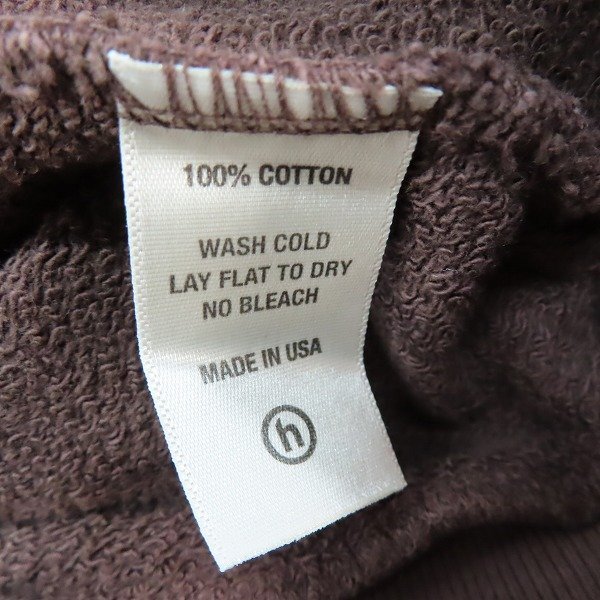 100% COTTON
WASH COLD
LAY FLAT TO DRY
NO BLEACH
MADE IN USA
h